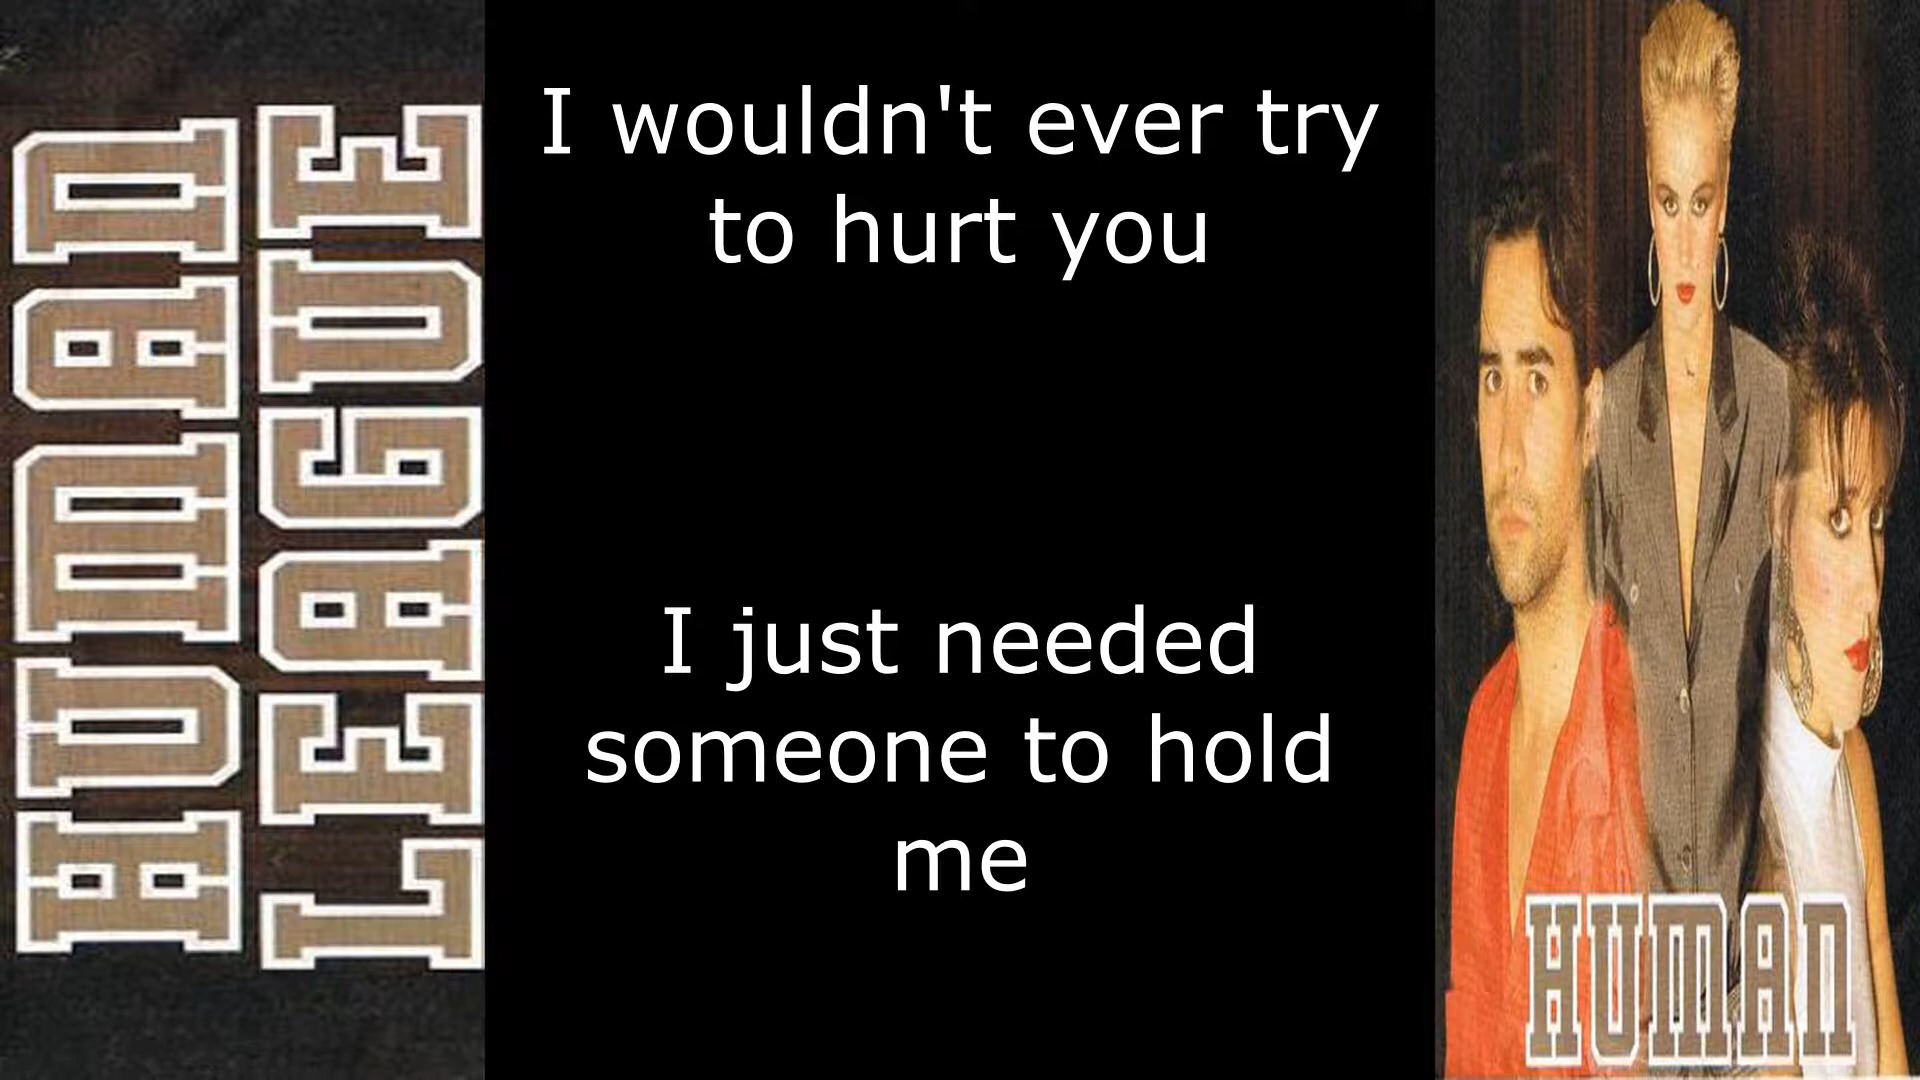 HUMAN
LEAGUE
I wouldn't ever try
to hurt you
I just needed
someone to hold
me
HUMAN